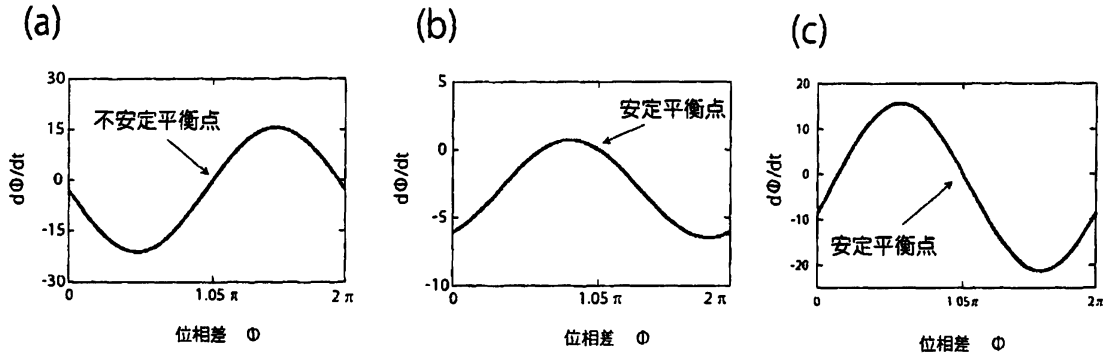 (a)
30
15
0
-15
-30
dΦ/dt
不安定平衡点
0
1.05 π
2 π
位相差 Φ
(b)
5
0
-5
-10
dΦ/dt
安定平衡点
0
1.05 π
2 π
位相差 Φ
(c)
20
10
0
-10
-20
dΦ/dt
安定平衡点
0
1 05 π
2π
位相差 Φ